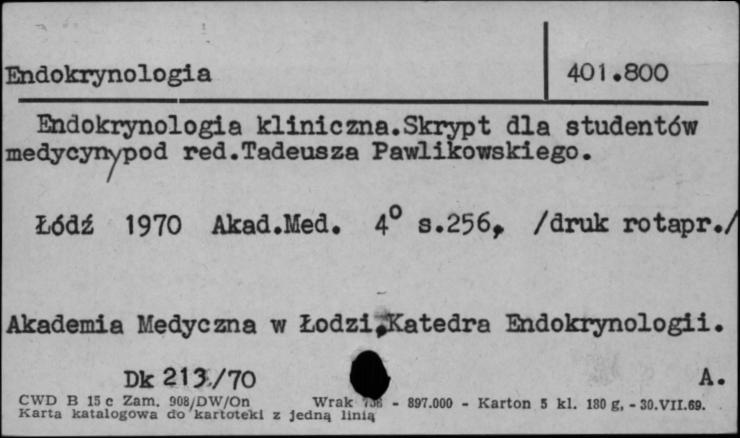 Endokrynologia 401.800
Endokrynologia kliniczna.Skrypt dla studentów
medycyny pod red.Tadeusza Pawlikowskiego.
Łódź 1970 Akad.Med. 4° s.256, /druk rotapr./
Akademia Medyczna w Łodzi,Katedra Endokrynologii.
Dk 213/70 A.
CWD B 15 c Zam. 908/DW/On Wrak - 897.000 - Karton 5 kl. 180 g, - 30.VII.69.
Karta katalogowa do kartoteki z jedną linią